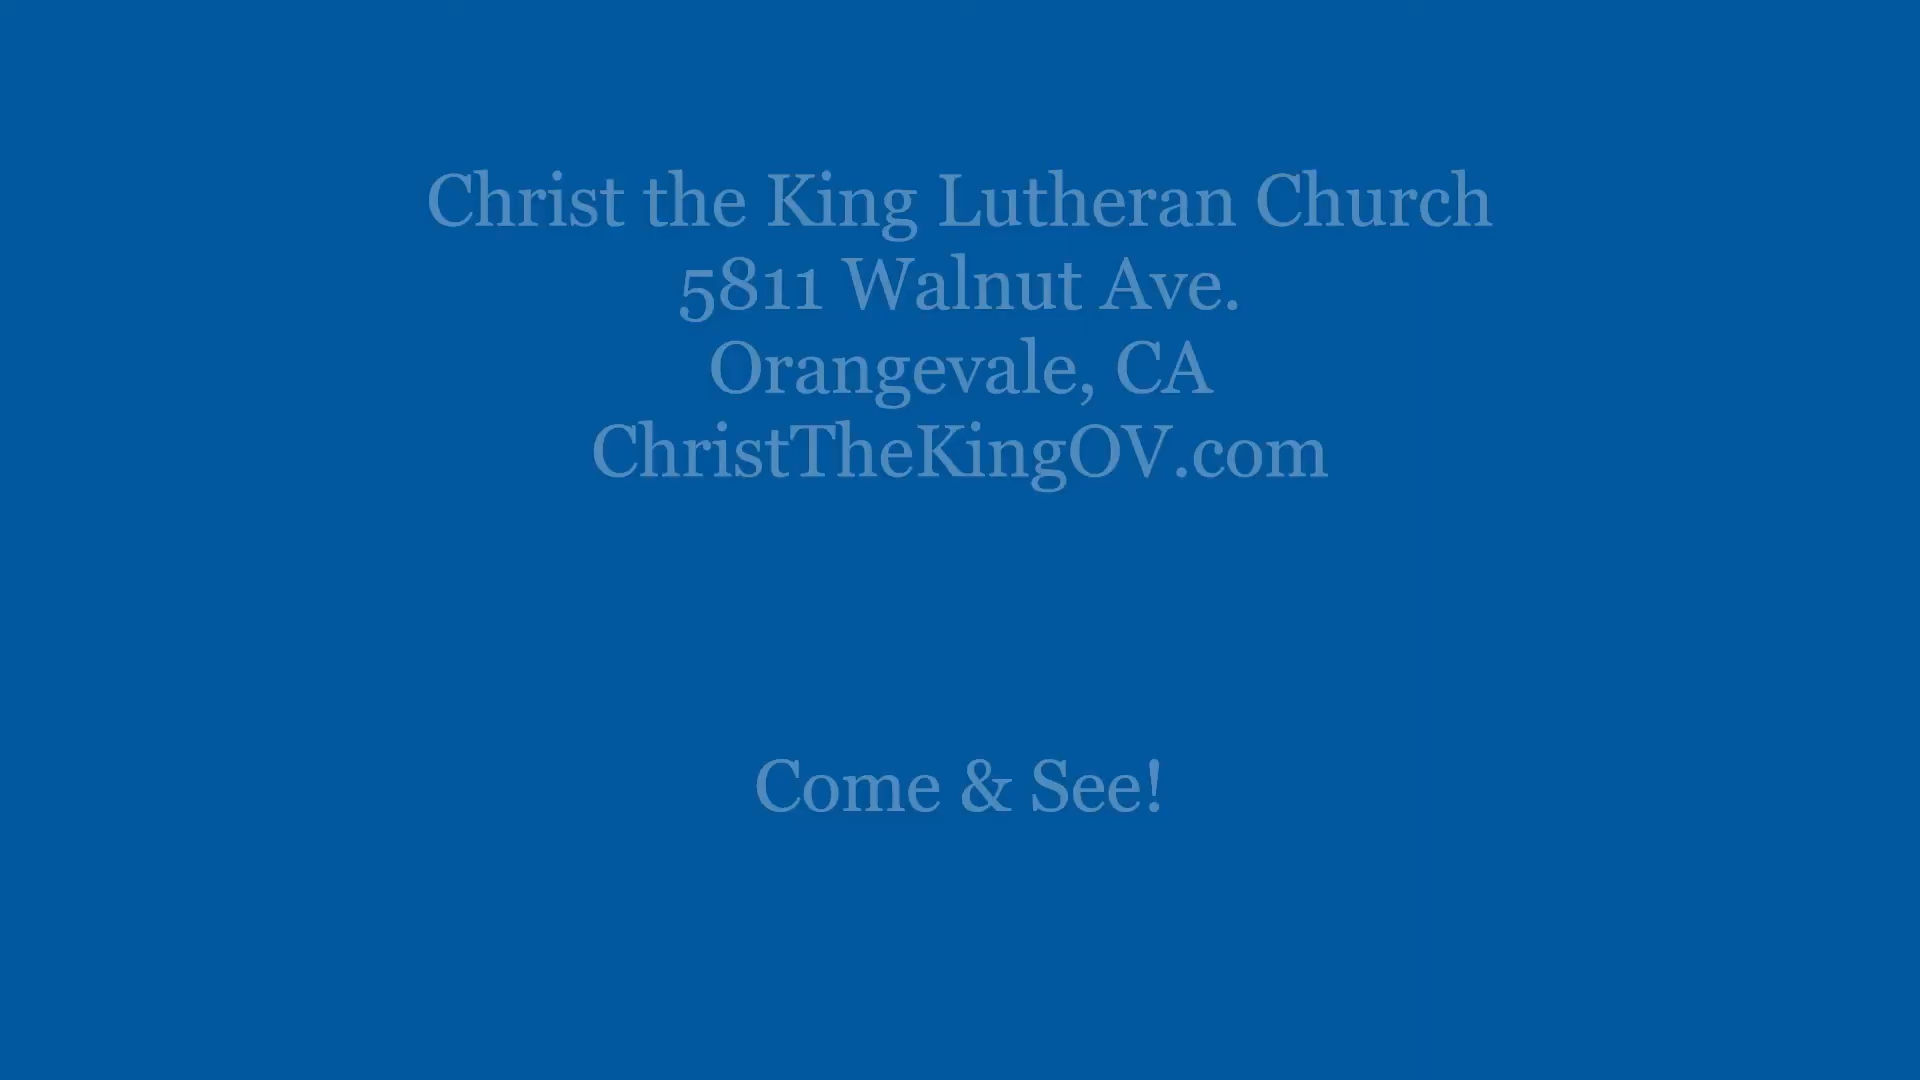 Christ the King Lutheran Church
5811 Walnut Ave.
Orangevale, CA
ChristTheKingOV.com
Come & See!